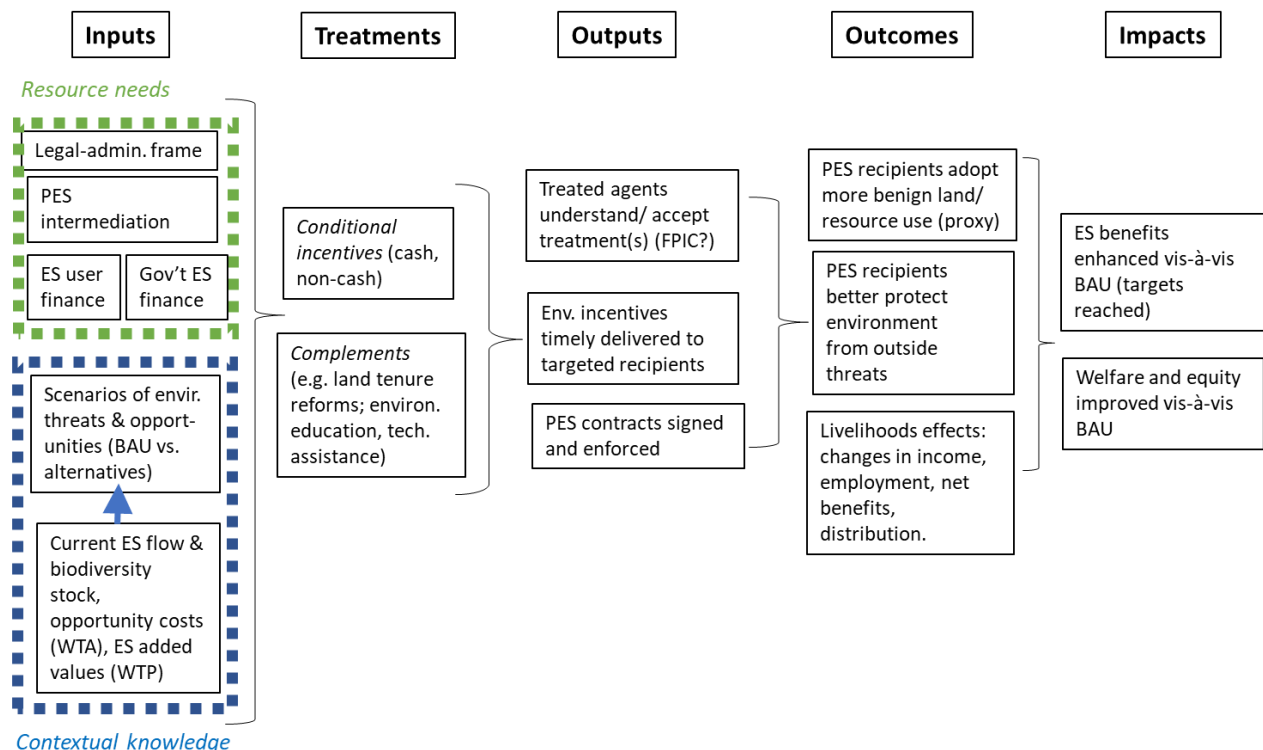 Inputs
Treatments
Outputs
Outcomes
Impacts
Resource needs
Legal-admin. frame
PES
intermediation
ES user
finance
Gov't ES
finance
Scenarios of envir.
threats & opport-
unities (BAU vs.
alternatives)
Current ES flow &
biodiversity
stock,
opportunity costs
(WTA), ES added
values (WTP)
Contextual knowledge
Conditional
incentives (cash,
non-cash)
Complements
(e.g. land tenure
reforms; environ.
education, tech.
assistance)
Treated agents
understand/ accept
treatment(s) (FPIC?)
Env. incentives
timely delivered to
targeted recipients
PES contracts signed
and enforced
PES recipients adopt
more benign land/
resource use (proxy)
PES recipients
better protect
environment
from outside
threats
Livelihoods effects:
changes in income,
employment, net
benefits,
distribution.
ES benefits
enhanced vis-à-vis
BAU (targets
reached)
Welfare and equity
improved vis-à-vis
BAU